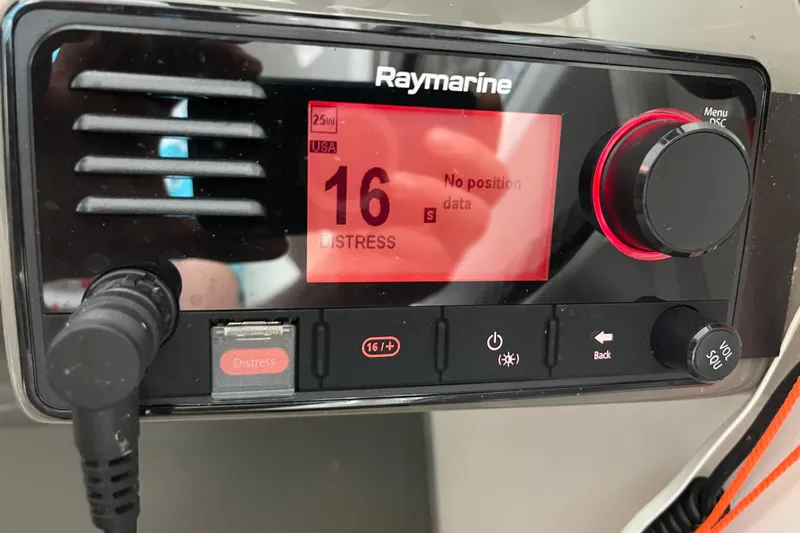 Raymarine
Menu
DSC
25W
USA
16
S
No position
data
DISTRESS
Distress
16/+
Back
VOL
SQU